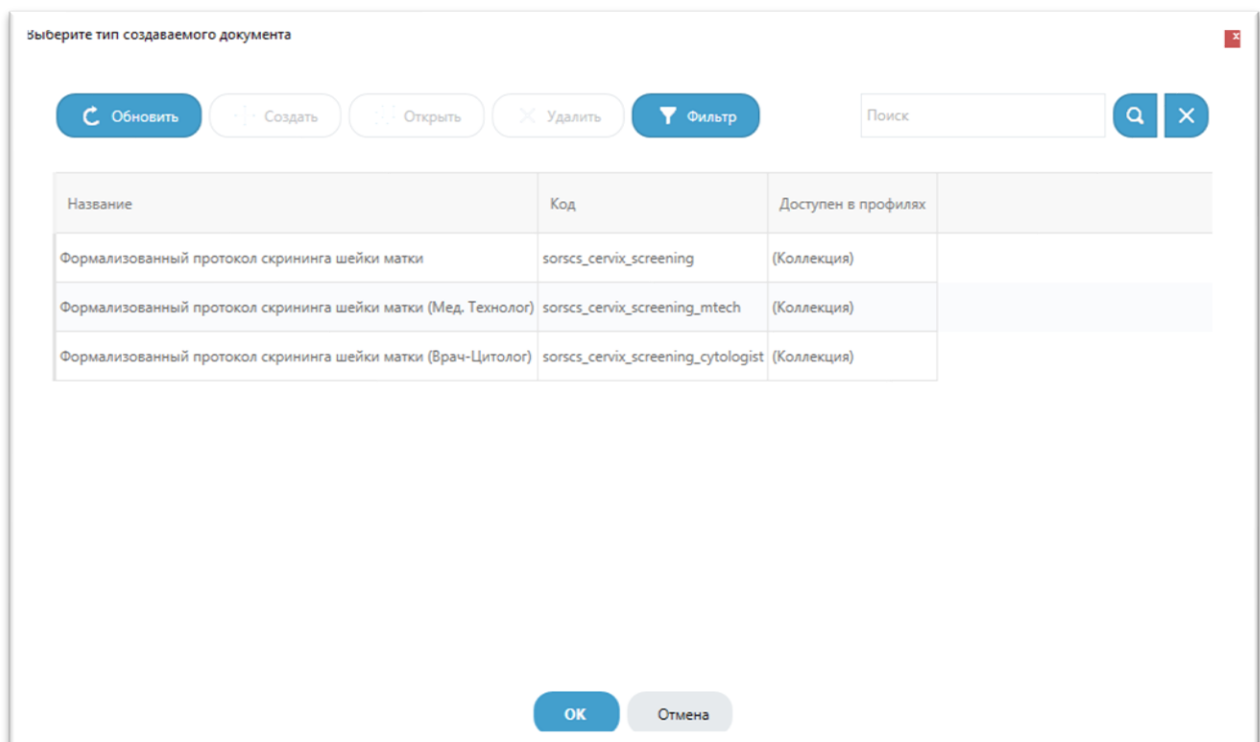 Выберите тип создаваемого документа
x
Обновить Создать Открыть Удалить Фильтр Поиск
Название Код Доступен в профилях
Формализованный протокол скрининга шейки матки sorscs_cervix_screening (Коллекция)
Формализованный протокол скрининга шейки матки (Мед. Технолог) sorscs_cervix_screening_mtech (Коллекция)
Формализованный протокол скрининга шейки матки (Врач-Цитолог) sorscs_cervix_screening_cytologist (Коллекция)
ОК Отмена